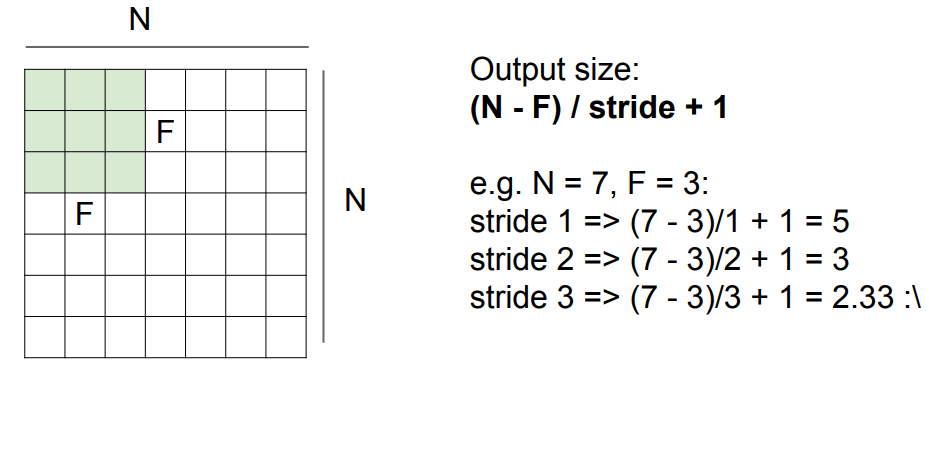 N
F
F
N
Output size:
(N - F) / stride + 1
e.g. N = 7, F = 3:
stride 1 => (7 - 3)/1 + 1 = 5
stride 2 => (7 - 3)/2 + 1 = 3
stride 3 => (7 - 3)/3 + 1 = 2.33 :\